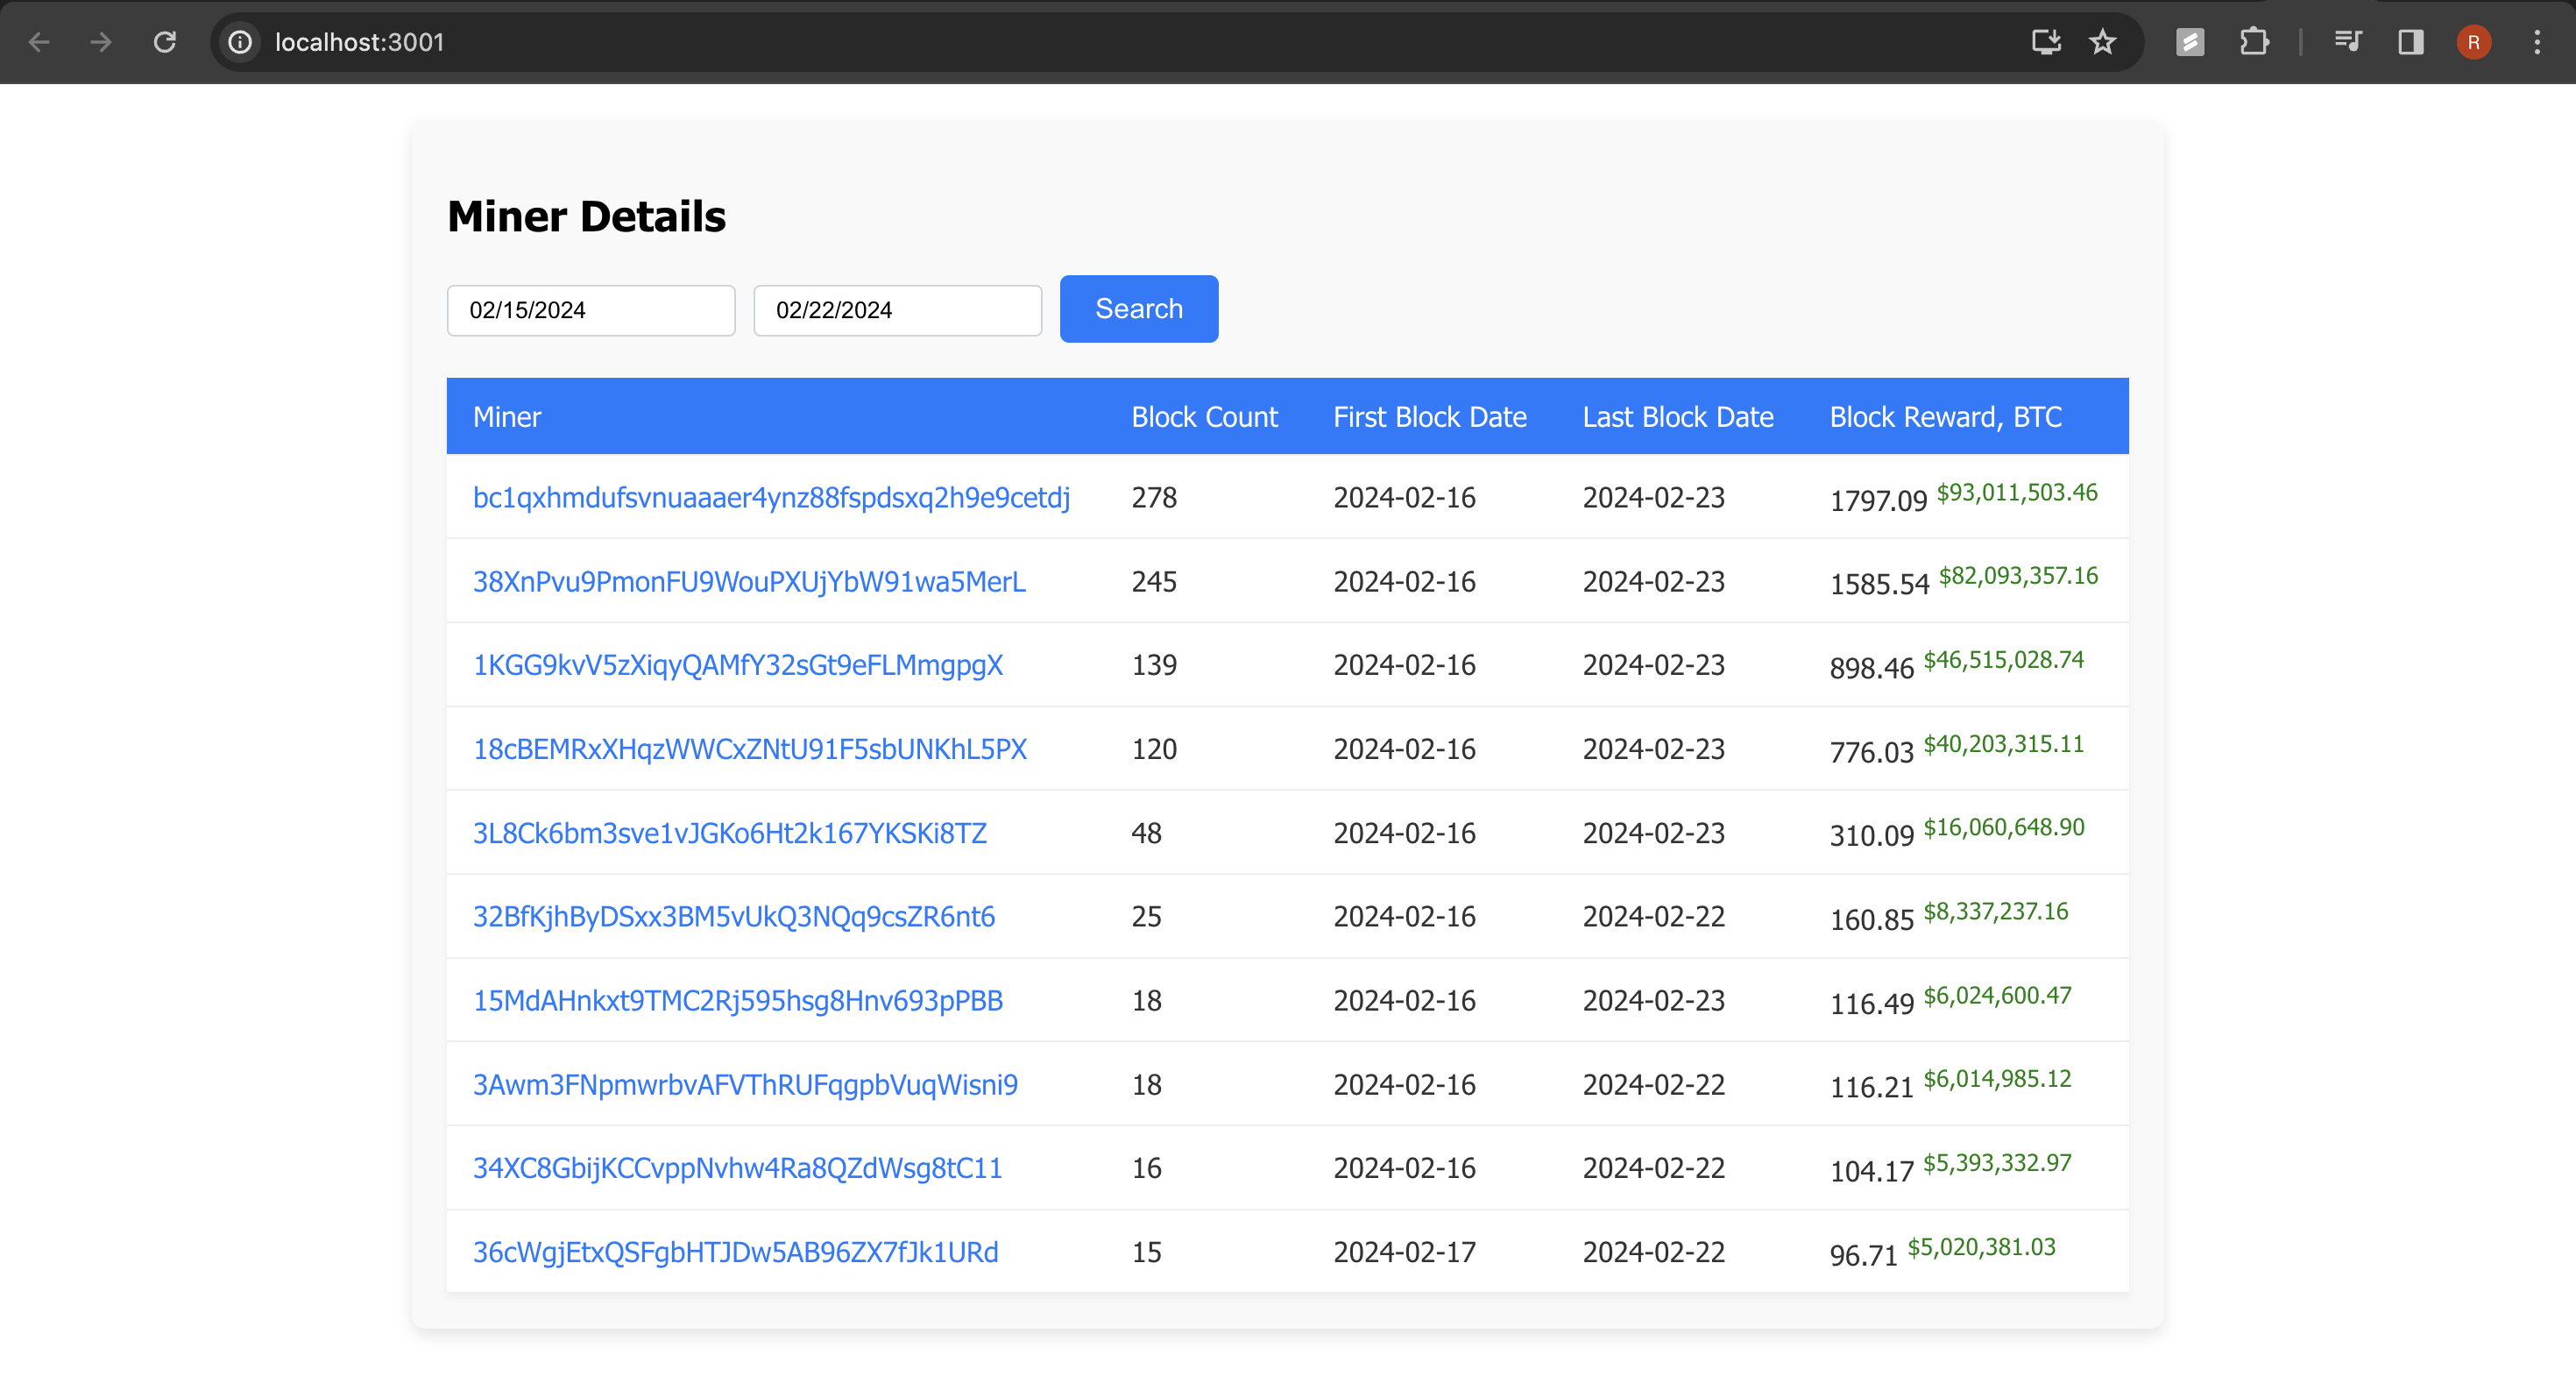 localhost:3001
R
Miner Details
02/15/2024 02/22/2024 Search
Miner Block Count First Block Date Last Block Date Block Reward, BTC
bc1qxhmdufsvnuaaaer4ynz88fspdsxq2h9e9cetdj 278 2024-02-16 2024-02-23 1797.09 $93,011,503.46
38XnPvu9PmonFU9WouPXUjYbW91wa5MerL 245 2024-02-16 2024-02-23 1585.54 $82,093,357.16
1KGG9kvV5zXiqyQAMfY32sGt9eFLMmgpgX 139 2024-02-16 2024-02-23 898.46 $46,515,028.74
18cBEMRxXHqzWWCxZNtU91F5sbUNKhL5PX 120 2024-02-16 2024-02-23 776.03 $40,203,315.11
3L8Ck6bm3sve1vJGKo6Ht2k167YKSKi8TZ 48 2024-02-16 2024-02-23 310.09 $16,060,648.90
32BfKjhByDSxx3BM5vUkQ3NQq9csZR6nt6 25 2024-02-16 2024-02-22 160.85 $8,337,237.16
15MdAHnkxt9TMC2Rj595hsg8Hnv693pPBB 18 2024-02-16 2024-02-23 116.49 $6,024,600.47
3Awm3FNpmwrbvAFVThRUFqgpbVuqWisni9 18 2024-02-16 2024-02-22 116.21 $6,014,985.12
34XC8GbijKCCvppNvhw4Ra8QZdWsg8tC11 16 2024-02-16 2024-02-22 104.17 $5,393,332.97
36cWgjEtxQSFgbHTJDw5AB96ZX7fJk1URd 15 2024-02-17 2024-02-22 96.71 $5,020,381.03